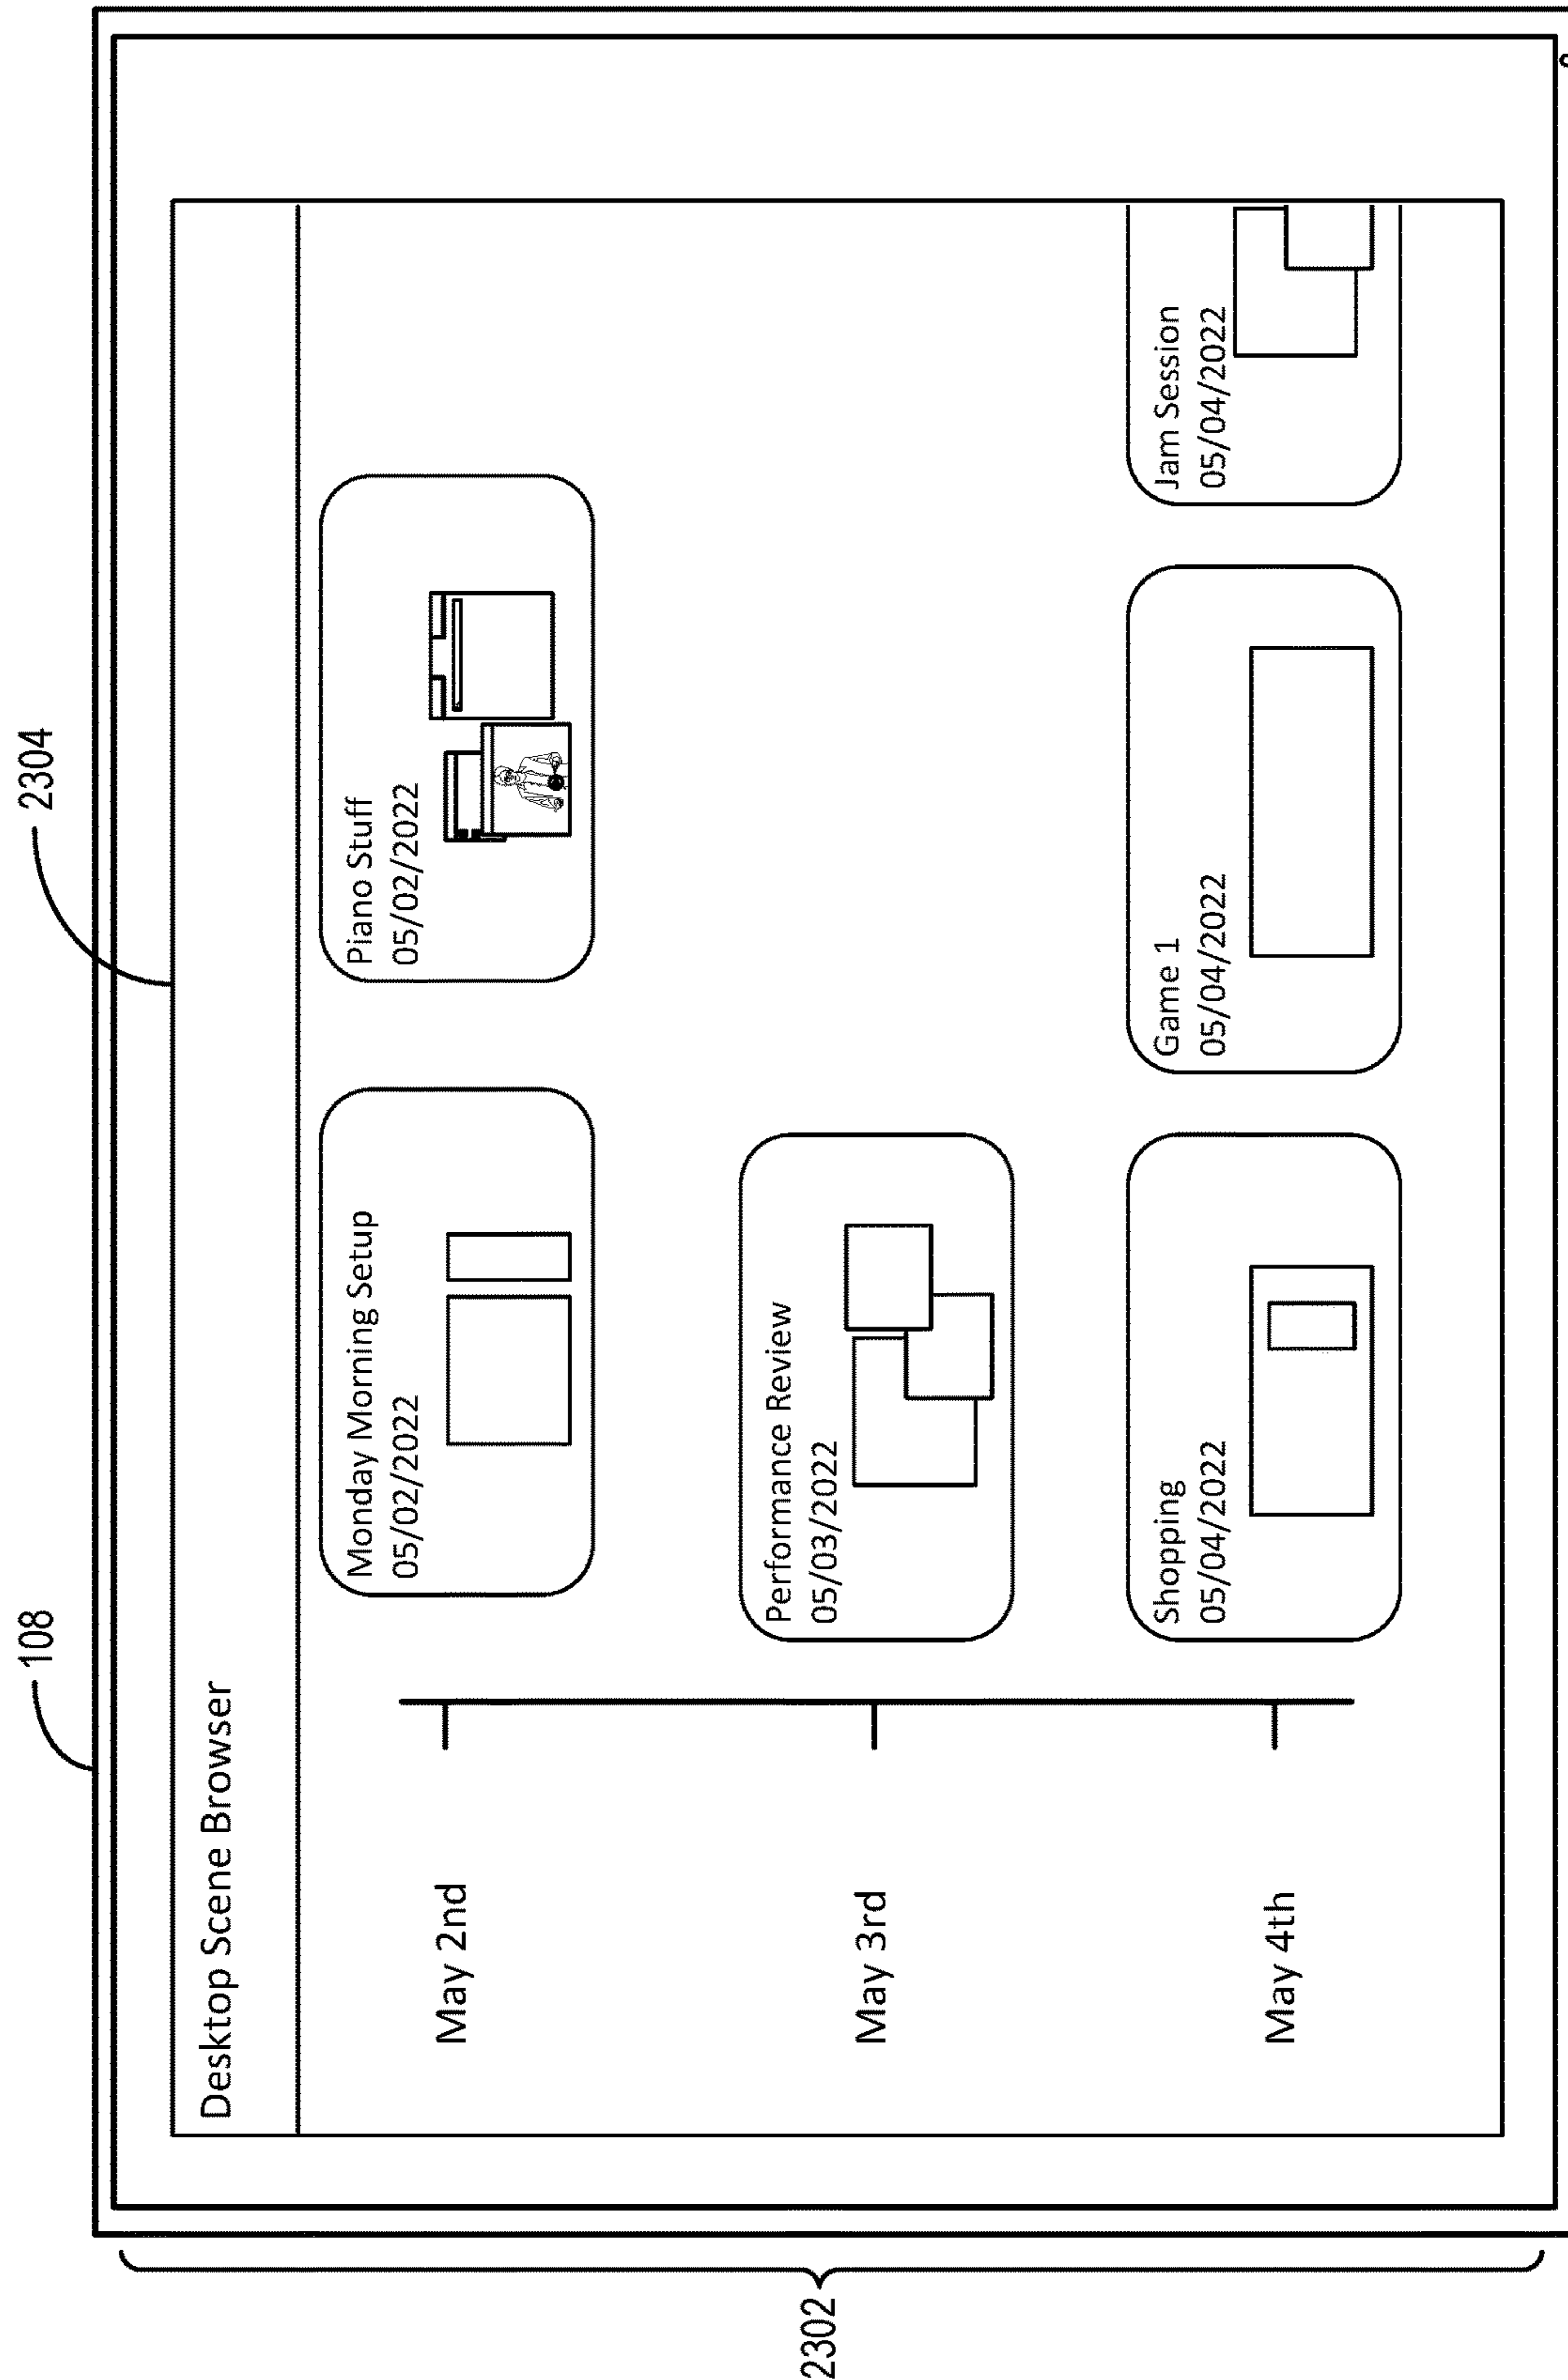 108
2304
2302
Desktop Scene Browser
May 2nd
Monday Morning Setup
05/02/2022
Piano Stuff
05/02/2022
May 3rd
Performance Review
05/03/2022
May 4th
Shopping
05/04/2022
Game 1
05/04/2022
Jam Session
05/04/2022